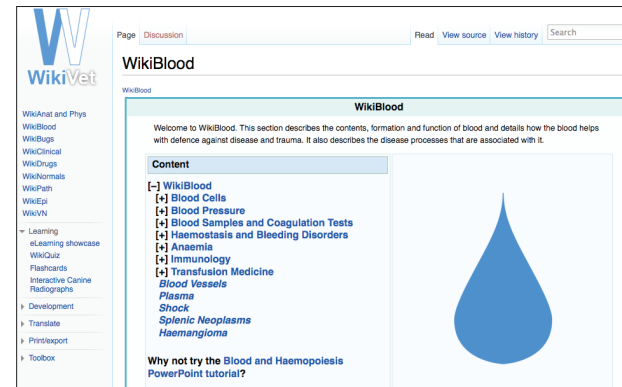 W
WikiVet
WikiAnat and Phys
WikiBlood
WikiBugs
WikiClinical
WikiDrugs
WikiNormals
WikiPath
WikiEpi
WikiVN
Learning
eLearning showcase
WikiQuiz
Flashcards
Interactive Canine
Radiographs
Development
Translate
Print/export
Toolbox
Page Discussion Read View source View history Search
WikiBlood
WikiBlood
WikiBlood
Welcome to WikiBlood. This section describes the contents, formation and function of blood and details how the blood helps
with defence against disease and trauma. It also describes the disease processes that are associated with it.
Content
[–] WikiBlood
[+] Blood Cells
[+] Blood Pressure
[+] Blood Samples and Coagulation Tests
[+] Haemostasis and Bleeding Disorders
[+] Anaemia
[+] Immunology
[+] Transfusion Medicine
Blood Vessels
Plasma
Shock
Splenic Neoplasms
Haemangioma
Why not try the Blood and Haemopoiesis
PowerPoint tutorial?